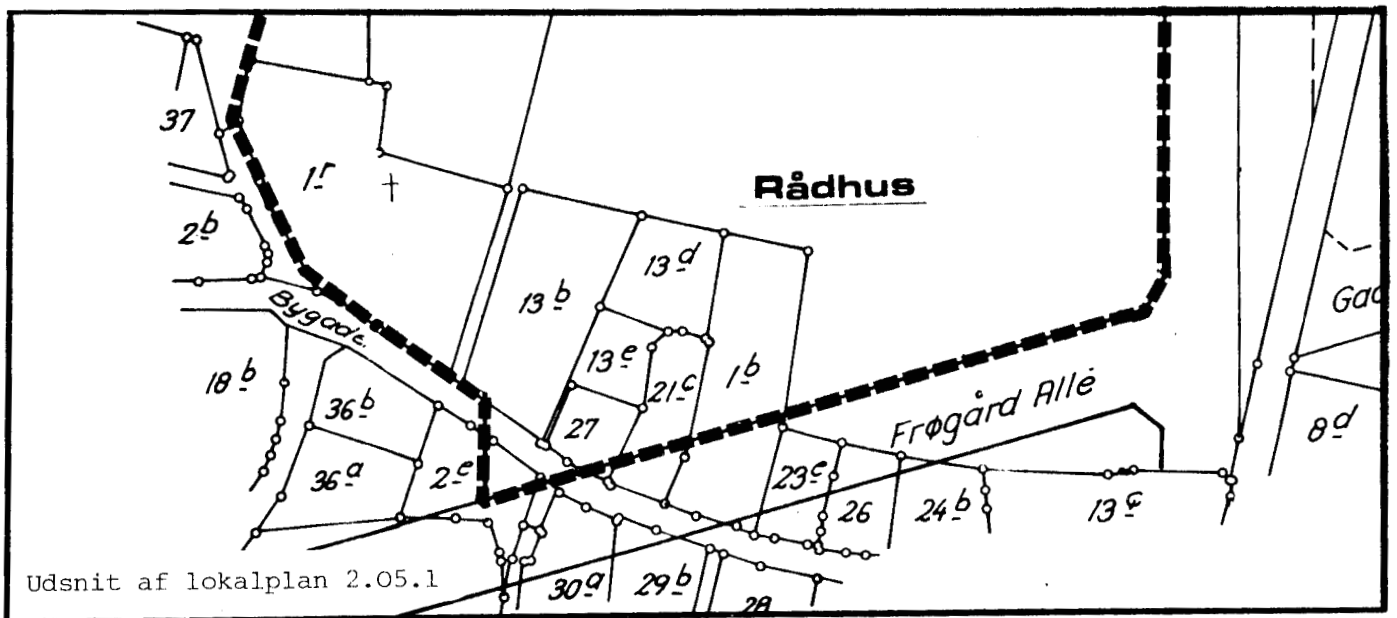 37
1r
2b
Rådhus
13d
13b
Bygade.
Gad
13e
18b
36b
21c
1b
27
Frøgård Allé
8d
36a
2e
23c
26
24b
13c
Udsnit af lokalplan 2.05.1
30a
29b
28